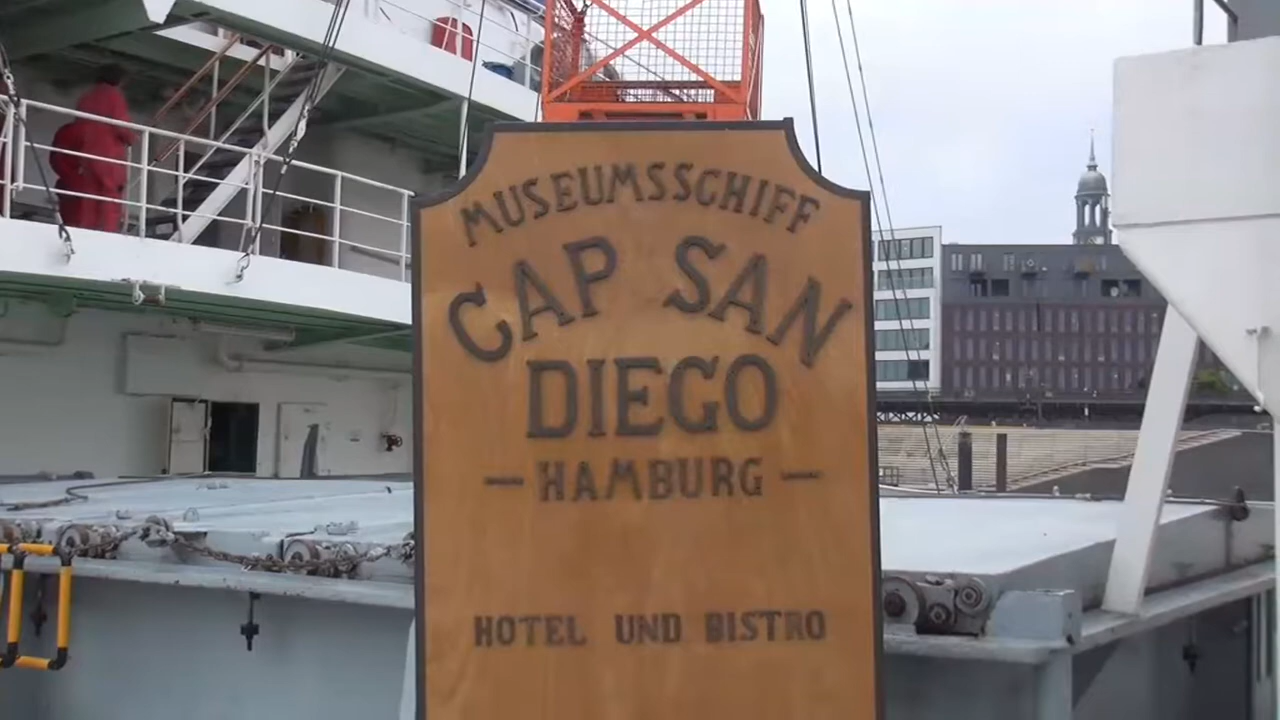 MUSEUMSSCHIFF
CAP SAN
DIEGO
— HAMBURG —
HOTEL UND BISTRO